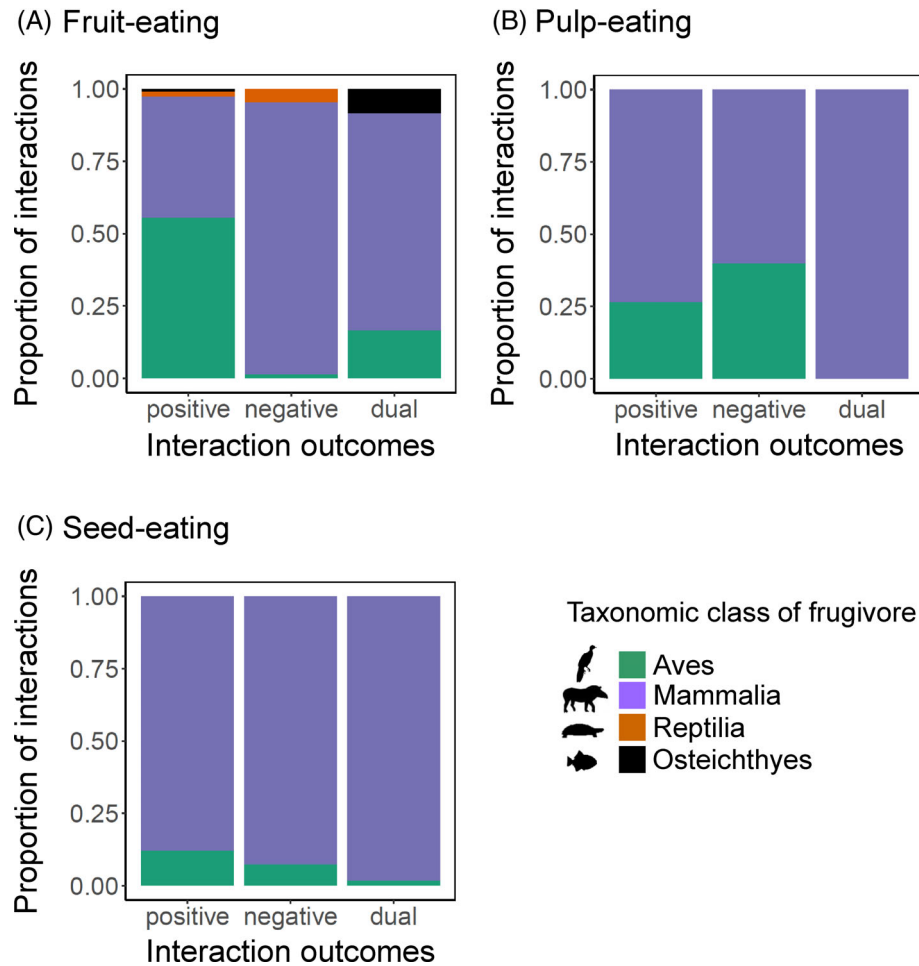 (A) Fruit-eating
Proportion of interactions
1.00
0.75
0.50
0.25
0.00
positive negative dual
Interaction outcomes
(B) Pulp-eating
Proportion of interactions
1.00
0.75
0.50
0.25
0.00
positive negative dual
Interaction outcomes
(C) Seed-eating
Proportion of interactions
1.00
0.75
0.50
0.25
0.00
positive negative dual
Interaction outcomes
Taxonomic class of frugivore
Aves
Mammalia
Reptilia
Osteichthyes